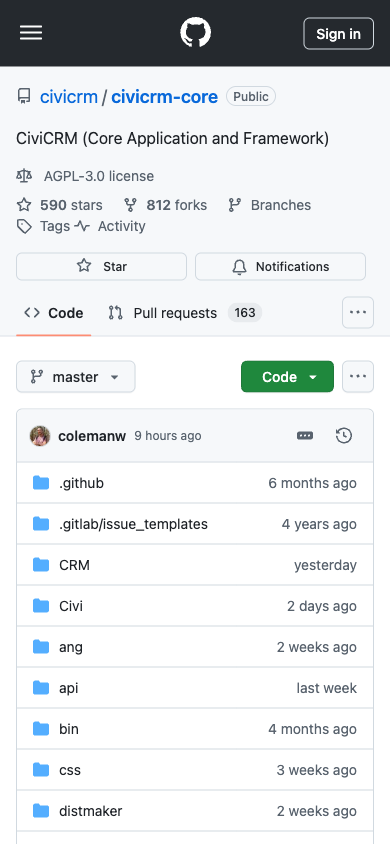 Sign in
civicrm / civicrm-core Public
CiviCRM (Core Application and Framework)
AGPL-3.0 license
590 stars 812 forks Branches
Tags Activity
Star Notifications
Code Pull requests 163
master Code
colemanw 9 hours ago
.github 6 months ago
.gitlab/issue_templates 4 years ago
CRM yesterday
Civi 2 days ago
ang 2 weeks ago
api last week
bin 4 months ago
css 3 weeks ago
distmaker 2 weeks ago